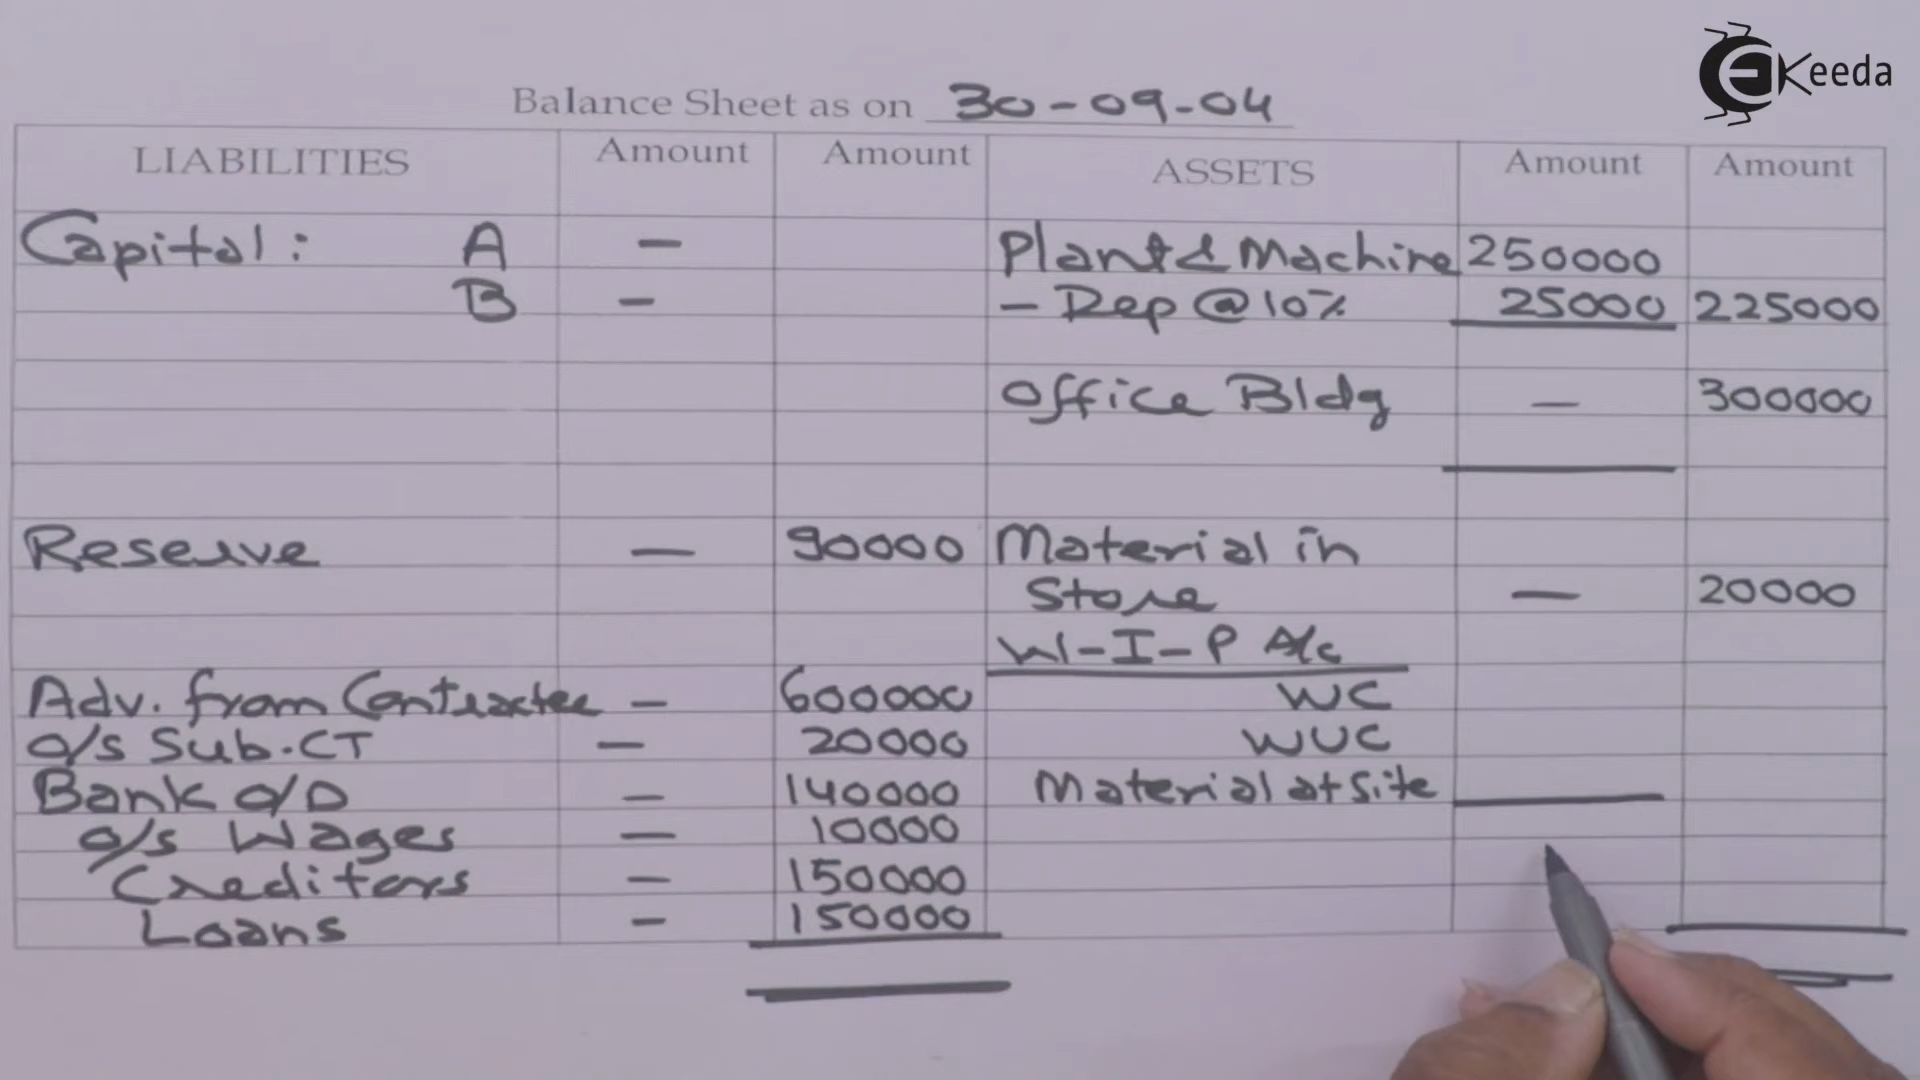 EKeeda
Balance Sheet as on 30-09-04
LIABILITIES Amount Amount ASSETS Amount Amount
Capital: A — Plant & Machine 250000
B — - Dep @ 10% 25000 225000
Office Bldg — 300000
Reserve — 90000 Material in
Store — 20000
W-I-P A/c
Adv. from Contractee — 600000 WC
o/s Sub.CT — 20000 WUC
Bank O/D — 140000 Material at Site
o/s Wages — 10000
Creditors — 150000
Loans — 150000